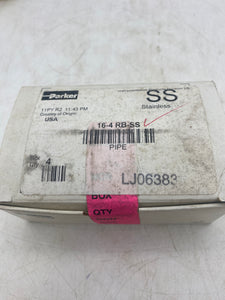 Parker
SS
11PY R2 11:43 PM
Country of Origin:
USA
Stainless
16-4 RB-SS
PIPE
4
LJ06383
BOX
QTY